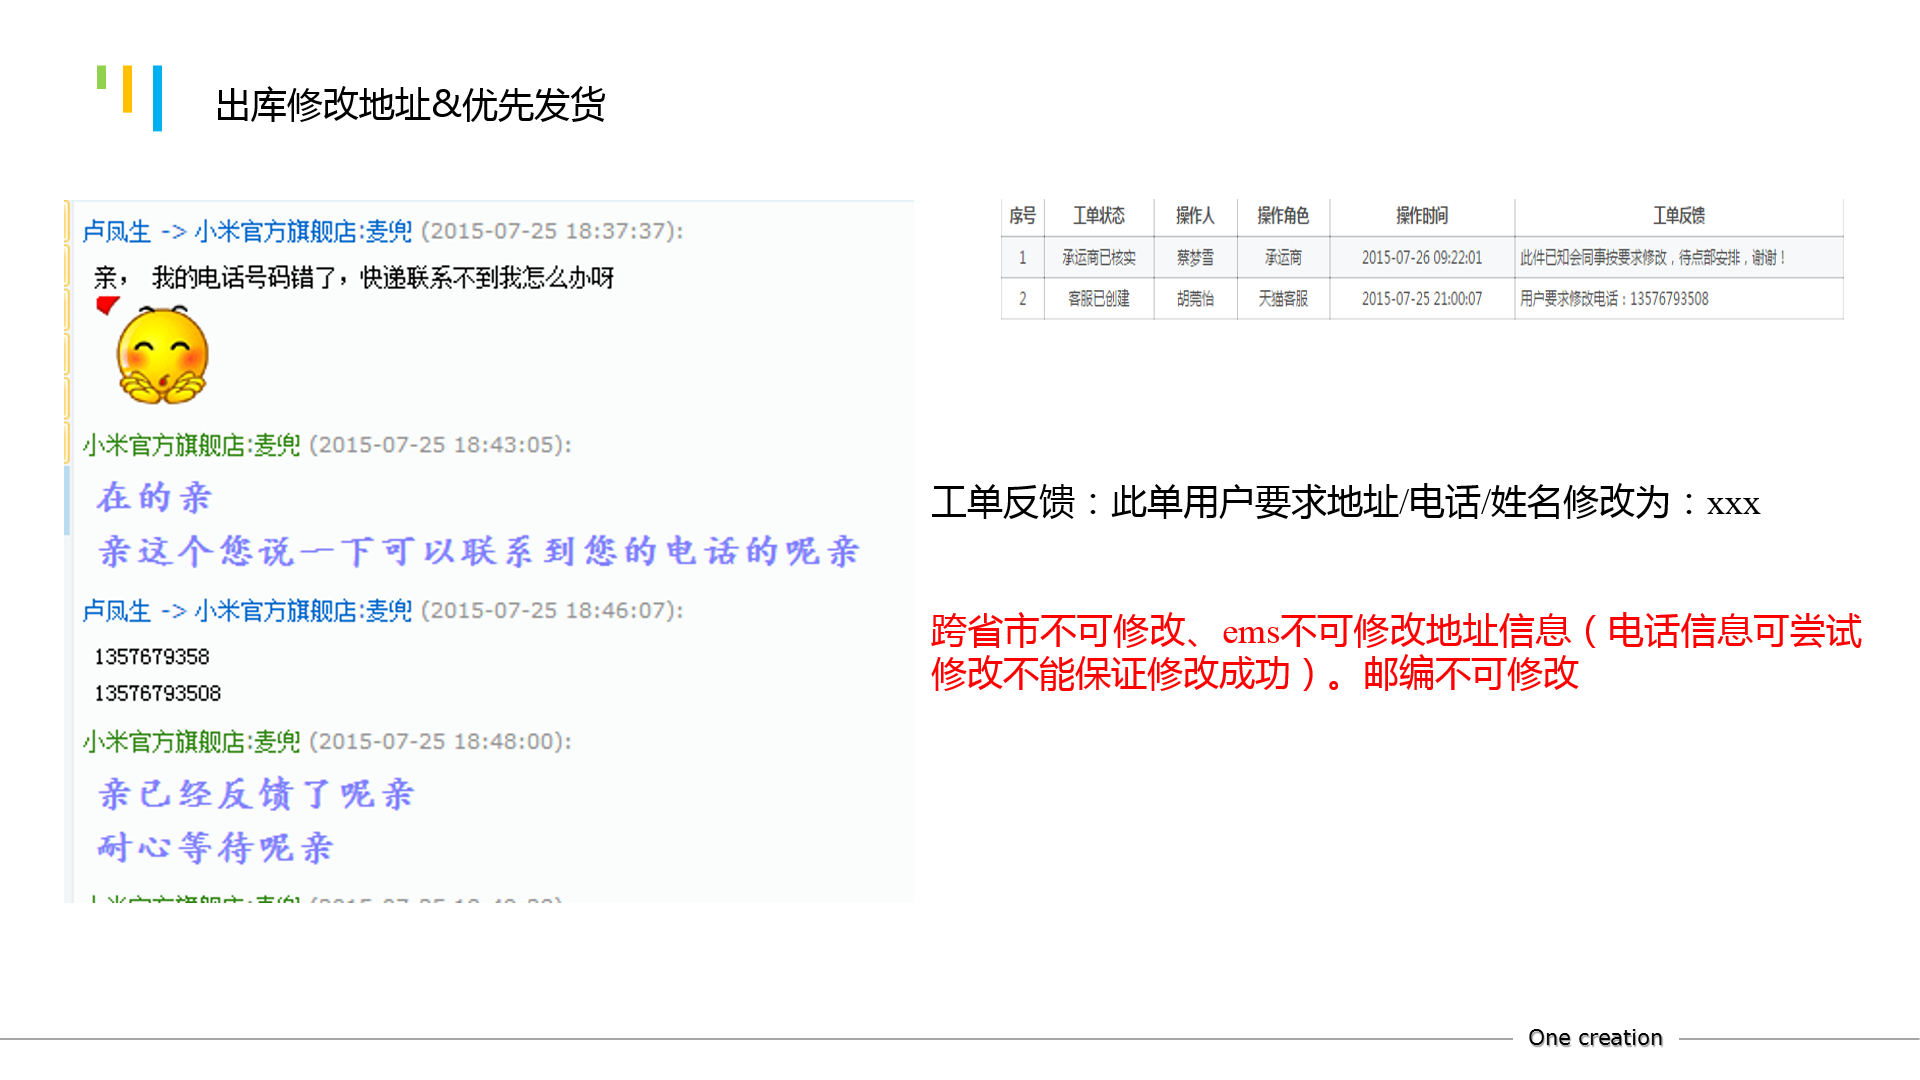 出库修改地址&优先发货
卢凤生 -> 小米官方旗舰店:麦兜 (2015-07-25 18:37:37):
亲， 我的电话号码错了，快递联系不到我怎么办呀
小米官方旗舰店:麦兜 (2015-07-25 18:43:05):
在的亲
亲这个您说一下可以联系到您的电话的呢亲
卢凤生 -> 小米官方旗舰店:麦兜 (2015-07-25 18:46:07):
1357679358
13576793508
小米官方旗舰店:麦兜 (2015-07-25 18:48:00):
亲已经反馈了呢亲
耐心等待呢亲
序号 工单状态 操作人 操作角色 操作时间 工单反馈
1 承运商已核实 蔡梦雪 承运商 2015-07-26 09:22:01 此件已知会同事按要求修改，待点部安排，谢谢！
2 客服已创建 胡莞怡 天猫客服 2015-07-25 21:00:07 用户要求修改电话：13576793508
工单反馈：此单用户要求地址/电话/姓名修改为：xxx
跨省市不可修改、ems不可修改地址信息（电话信息可尝试
修改不能保证修改成功）。邮编不可修改
One creation